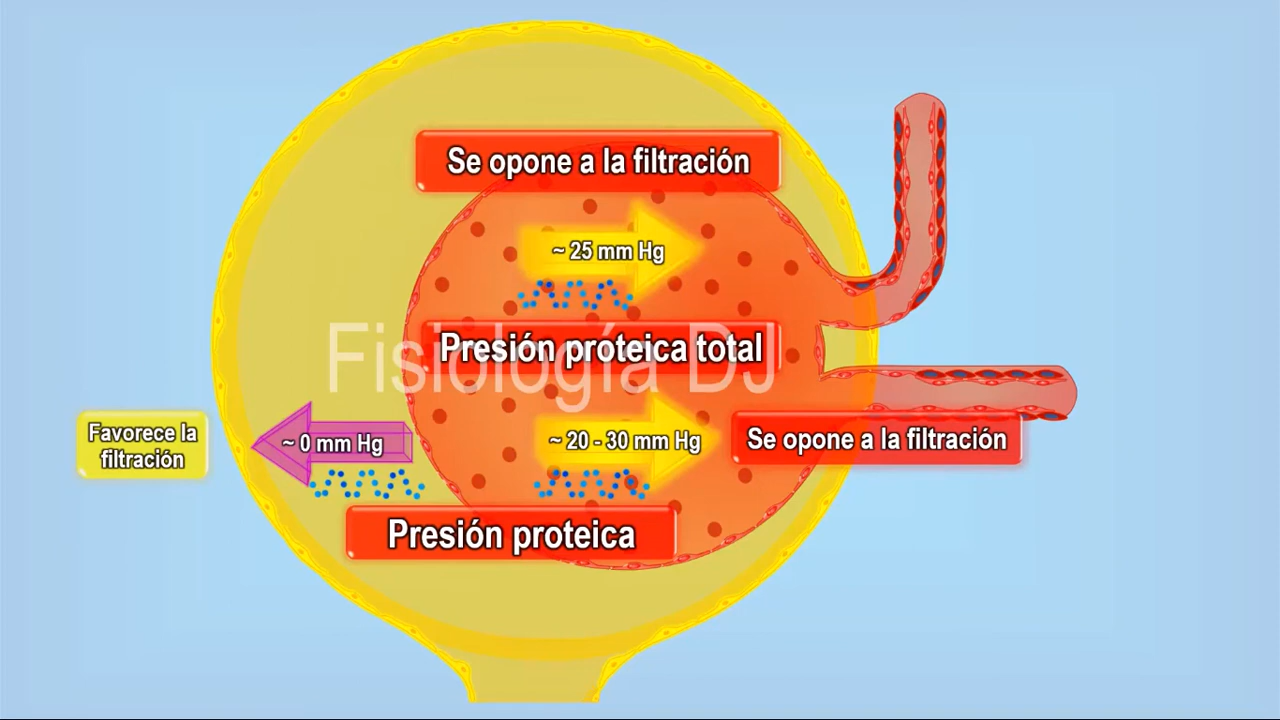 Se opone a la filtración
~ 25 mm Hg
Presión próteica total
Fisiología DJ
Favorece la
filtración
~ 0 mm Hg
~ 20 - 30 mm Hg
Se opone a la filtración
Presión proteica